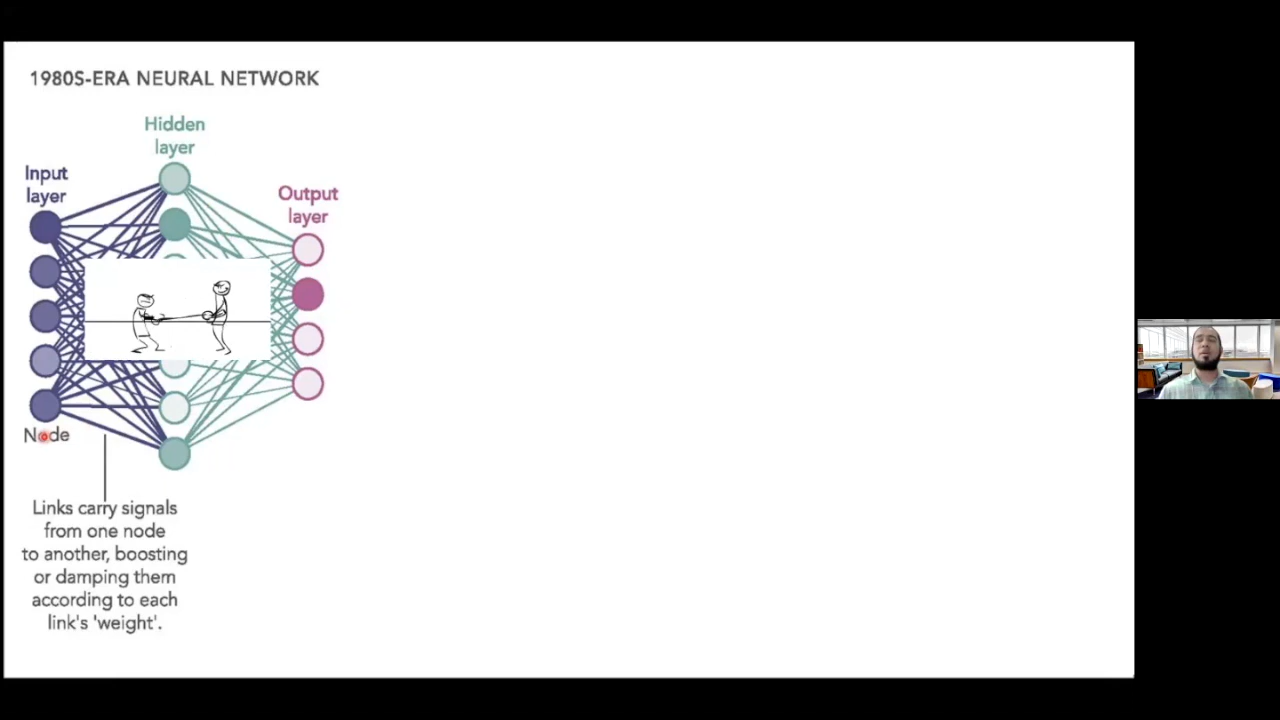 1980S-ERA NEURAL NETWORK
Hidden
layer
Input
layer
Output
layer
Node
Links carry signals
from one node
to another, boosting
or damping them
according to each
link's 'weight'.